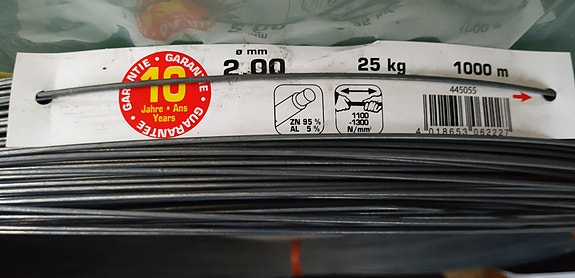 GARANTIE • GARANTIE • GUARANTEE •
10
Jahre • Ans
Years
ø mm
2.00
25 kg
1000 m
ZN 95 %
AL 5 %
1100
-1300
N/mm²
445055
4 018653 062227